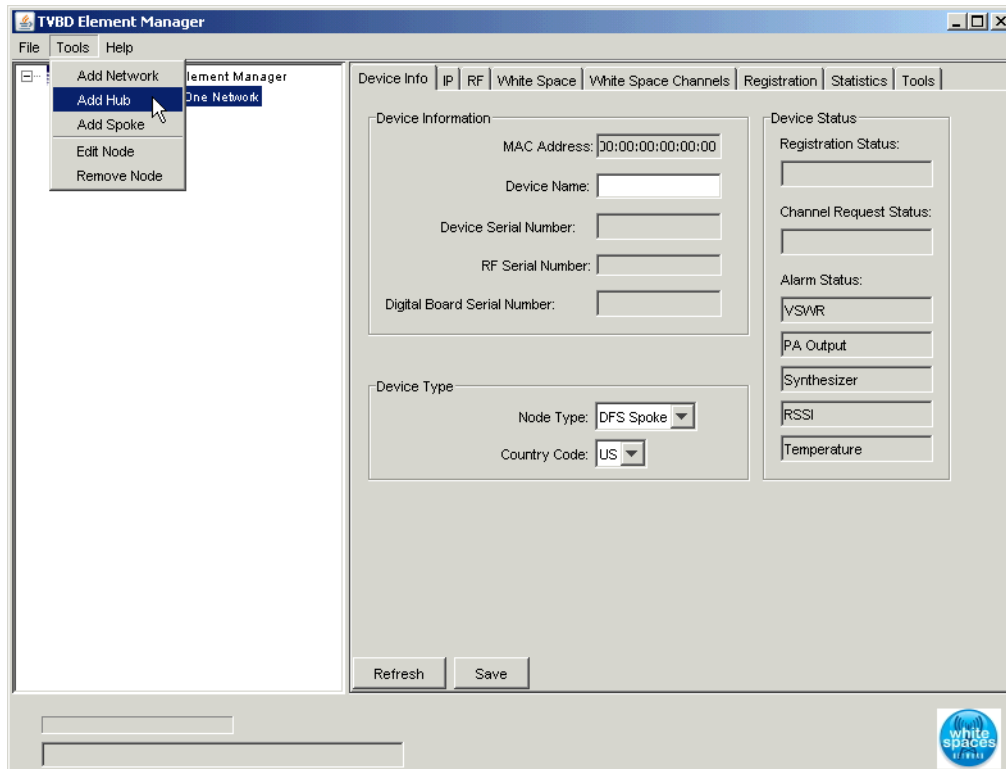 TVBD Element Manager
File Tools Help
Add Network
Add Hub
Add Spoke
Edit Node
Remove Node
lement Manager
One Network
Device Info IP RF White Space White Space Channels Registration Statistics Tools
Device Information
MAC Address: 00:00:00:00:00:00
Device Name:
Device Serial Number:
RF Serial Number:
Digital Board Serial Number:
Device Type
Node Type: DFS Spoke
Country Code: US
Device Status
Registration Status:
Channel Request Status:
Alarm Status:
VSWR
PA Output
Synthesizer
RSSI
Temperature
Refresh Save
white
spaces
NETWORK